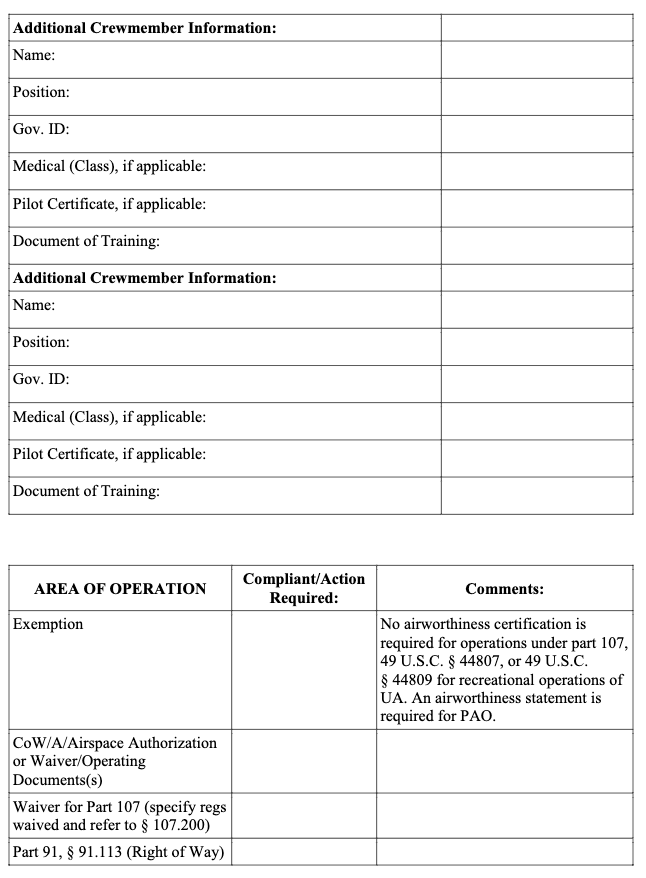 Additional Crewmember Information:
Name:
Position:
Gov. ID:
Medical (Class), if applicable:
Pilot Certificate, if applicable:
Document of Training:
Additional Crewmember Information:
Name:
Position:
Gov. ID:
Medical (Class), if applicable:
Pilot Certificate, if applicable:
Document of Training:
AREA OF OPERATION
Compliant/Action
Required:
Comments:
Exemption
No airworthiness certification is
required for operations under part 107,
49 U.S.C. § 44807, or 49 U.S.C.
§ 44809 for recreational operations of
UA. An airworthiness statement is
required for PAO.
CoW/A/Airspace Authorization
or Waiver/Operating
Documents(s)
Waiver for Part 107 (specify regs
waived and refer to § 107.200)
Part 91, § 91.113 (Right of Way)